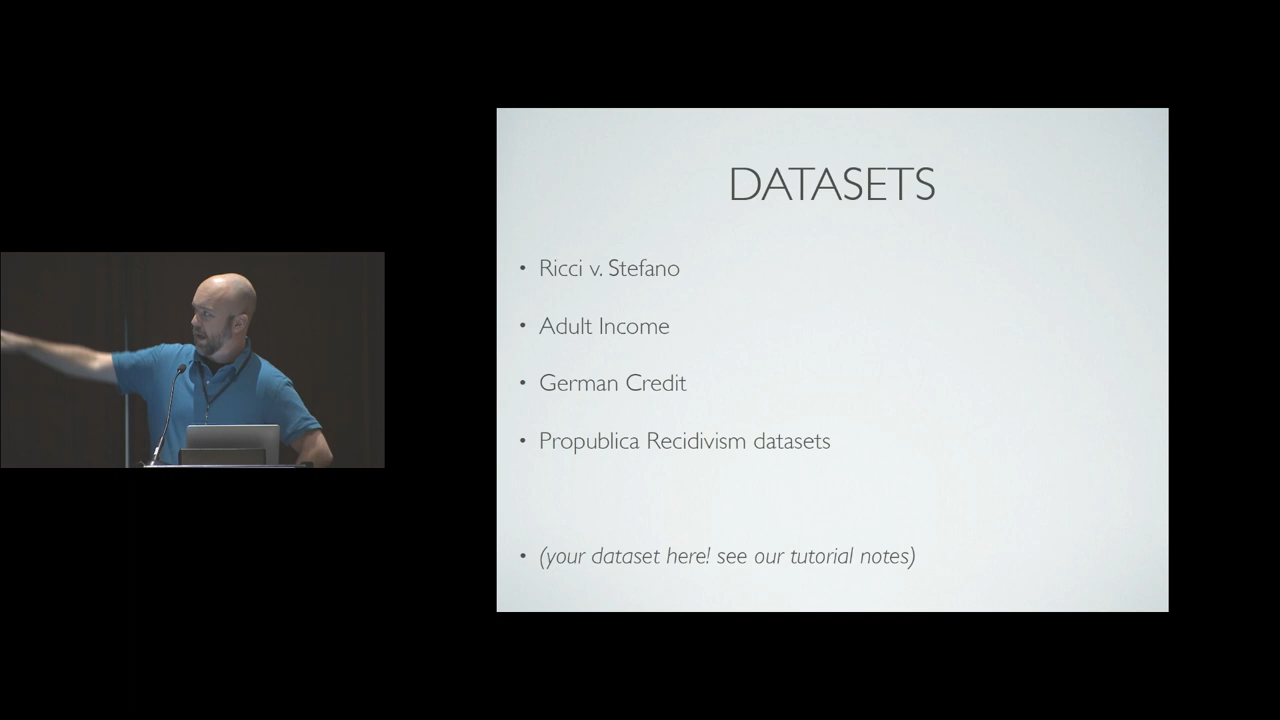 DATASETS
• Ricci v. Stefano
• Adult Income
• German Credit
• Propublica Recidivism datasets
• (your dataset here! see our tutorial notes)